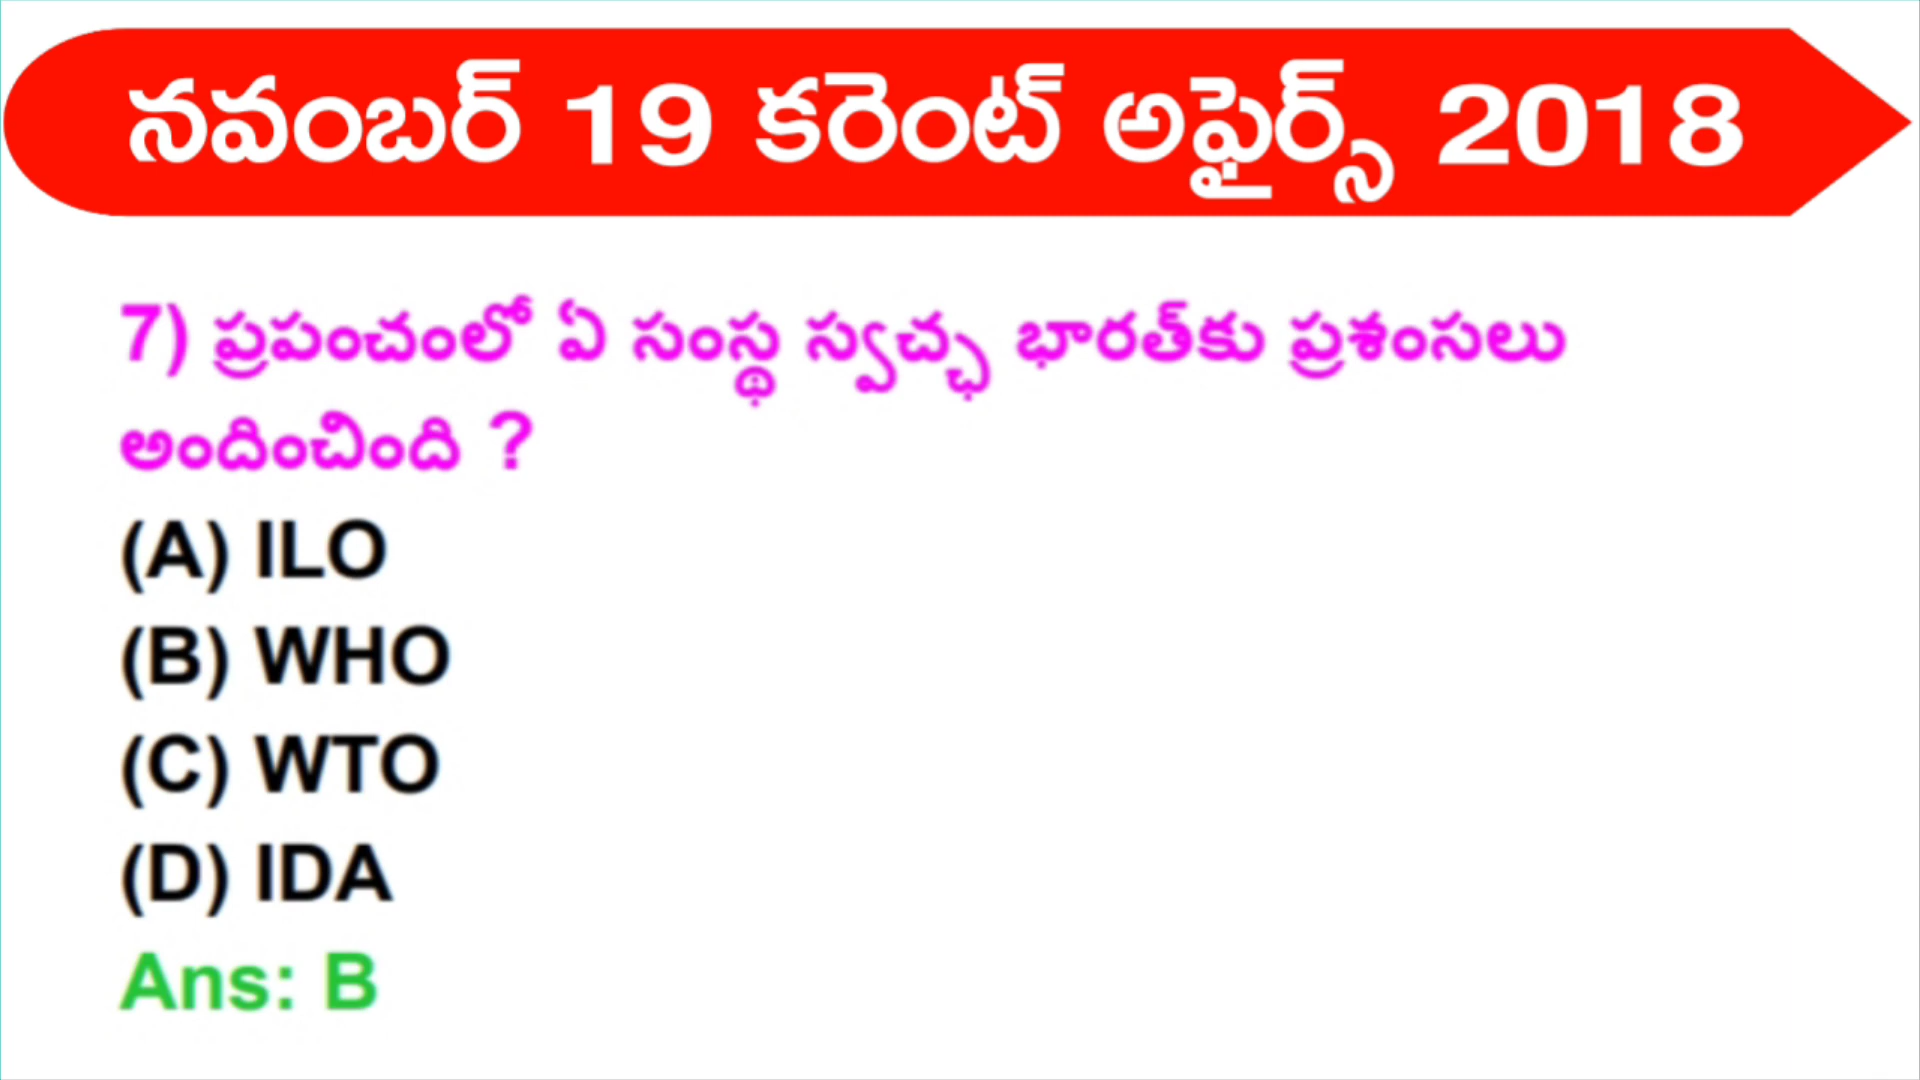 నవంబర్ 19 కరెంట్ అఫైర్స్ 2018
7) ప్రపంచంలో ఏ సంస్థ స్వచ్ఛ భారత్‌కు ప్రశంసలు
అందించింది ?
(A) ILO
(B) WHO
(C) WTO
(D) IDA
Ans: B